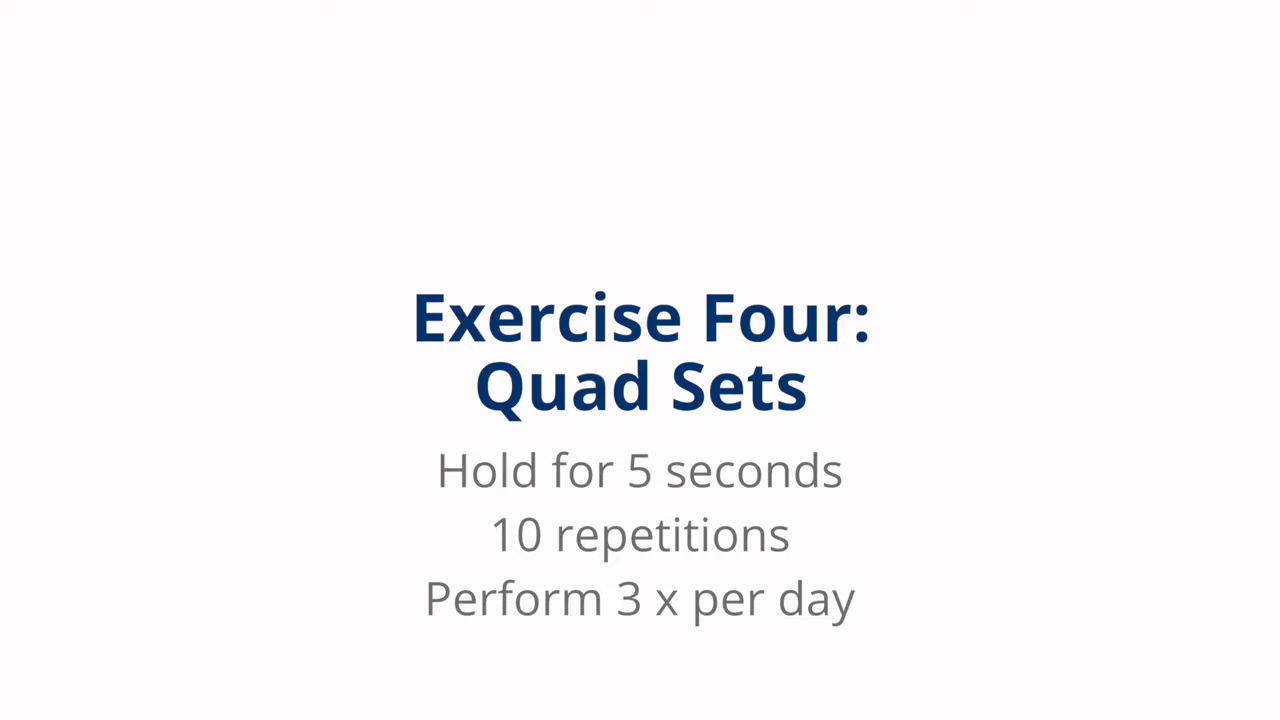 Exercise Four:
Quad Sets
Hold for 5 seconds
10 repetitions
Perform 3 x per day